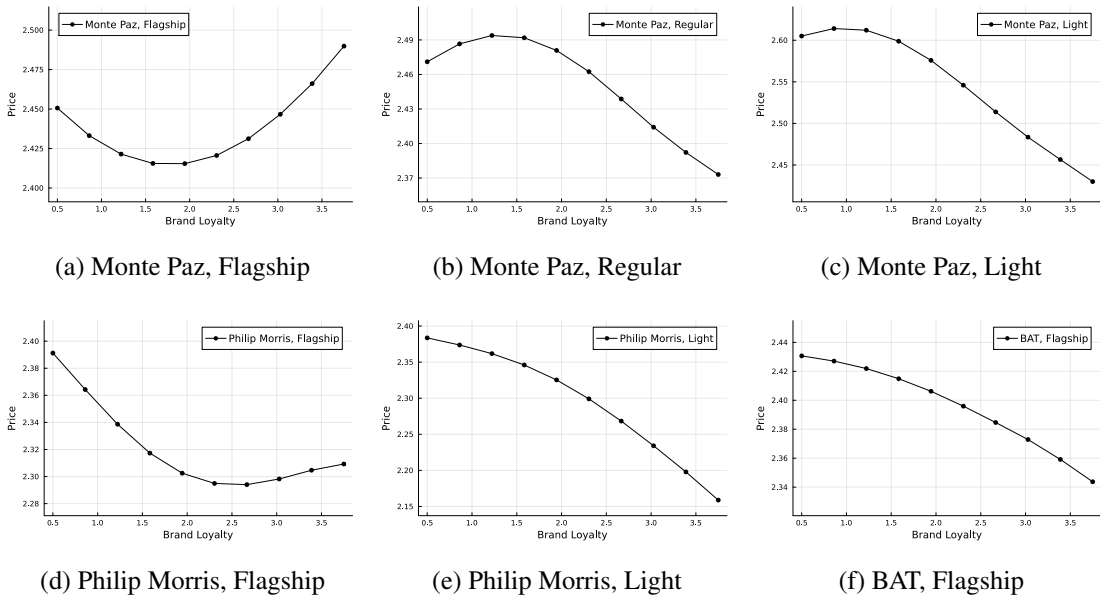 Monte Paz, Flagship
Price
2.500
2.475
2.450
2.425
2.400
0.5 1.0 1.5 2.0 2.5 3.0 3.5
Brand Loyalty
(a) Monte Paz, Flagship
Monte Paz, Regular
Price
2.49
2.46
2.43
2.40
2.37
0.5 1.0 1.5 2.0 2.5 3.0 3.5
Brand Loyalty
(b) Monte Paz, Regular
Monte Paz, Light
Price
2.60
2.55
2.50
2.45
0.5 1.0 1.5 2.0 2.5 3.0 3.5
Brand Loyalty
(c) Monte Paz, Light
Philip Morris, Flagship
Price
2.40
2.38
2.36
2.34
2.32
2.30
2.28
0.5 1.0 1.5 2.0 2.5 3.0 3.5
Brand Loyalty
(d) Philip Morris, Flagship
Philip Morris, Light
Price
2.40
2.35
2.30
2.25
2.20
2.15
0.5 1.0 1.5 2.0 2.5 3.0 3.5
Brand Loyalty
(e) Philip Morris, Light
BAT, Flagship
Price
2.44
2.42
2.40
2.38
2.36
2.34
0.5 1.0 1.5 2.0 2.5 3.0 3.5
Brand Loyalty
(f) BAT, Flagship